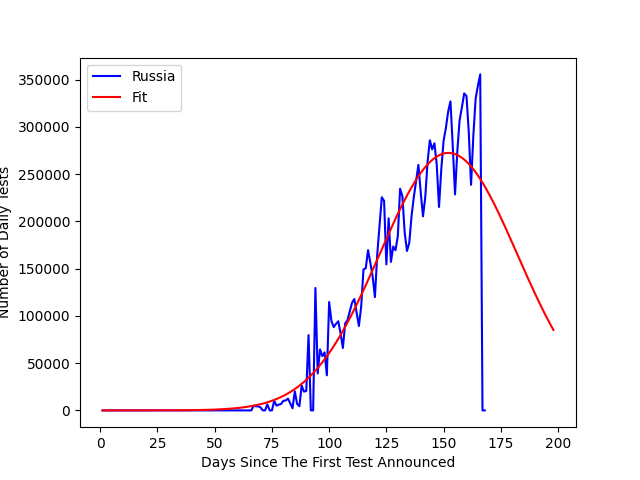 Russia
Fit
350000
300000
250000
200000
150000
100000
50000
0
Number of Daily Tests
0 25 50 75 100 125 150 175 200
Days Since The First Test Announced